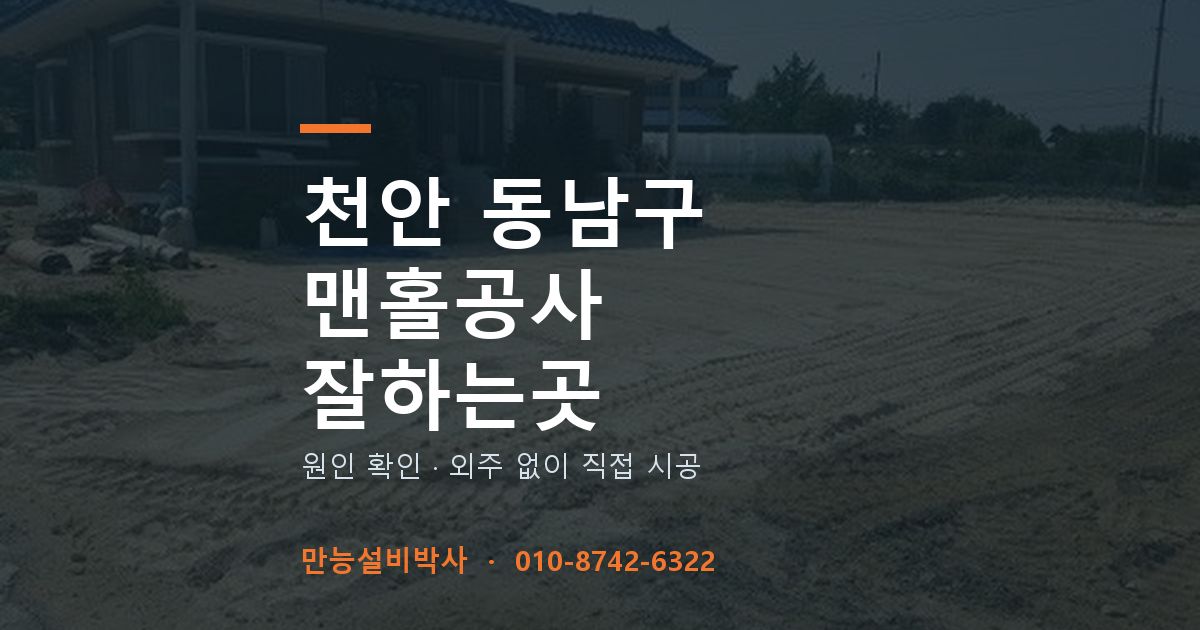 천안 동남구
맨홀공사
잘하는곳
원인 확인 · 외주 없이 직접 시공
만능설비박사 · 010-8742-6322